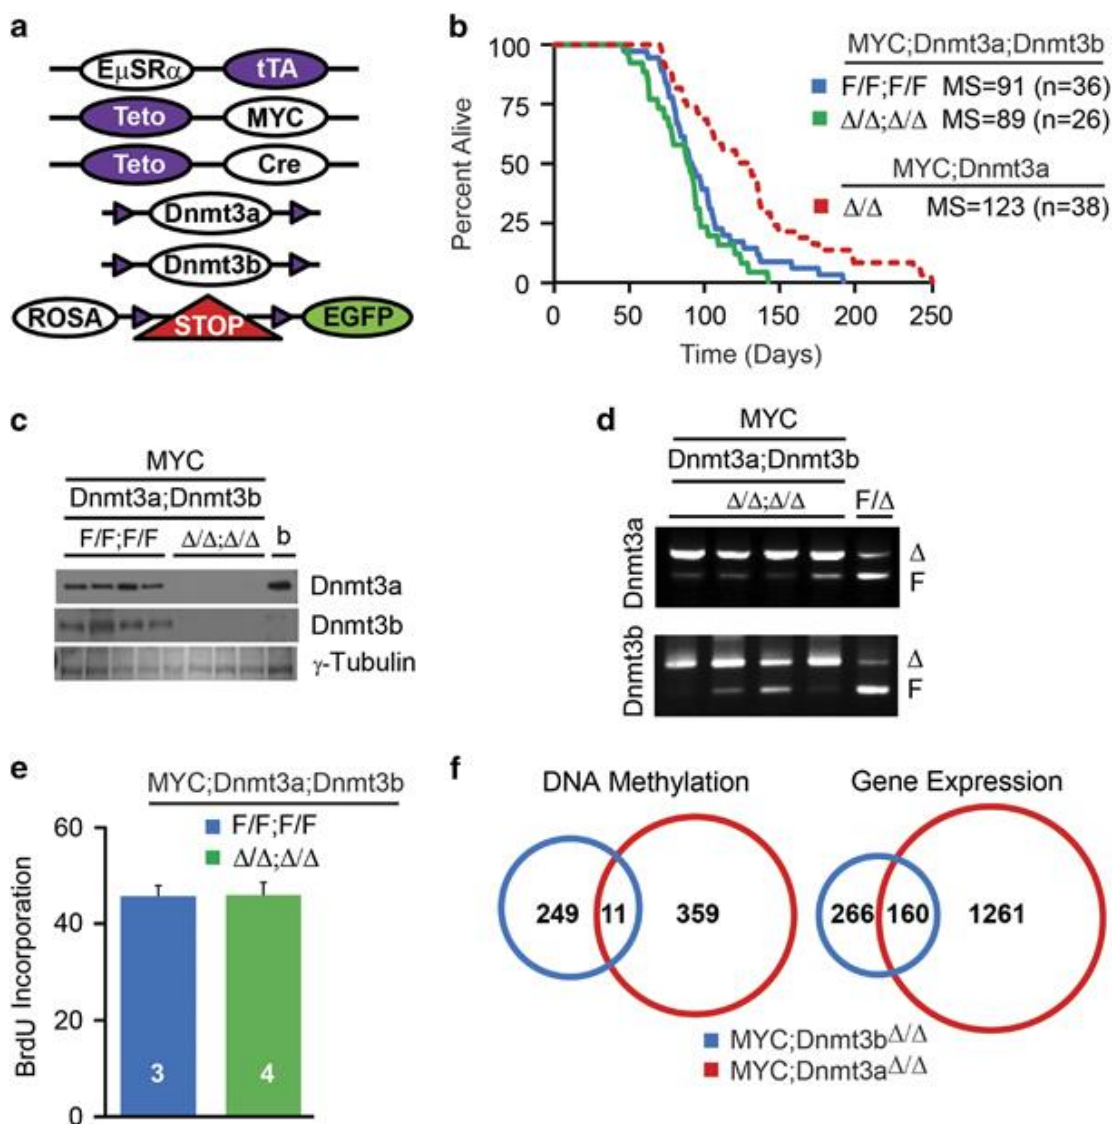 a
EμSRα tTA
Teto MYC
Teto Cre
Dnmt3a
Dnmt3b
ROSA STOP EGFP
b
MYC;Dnmt3a;Dnmt3b
F/F;F/F MS=91 (n=36)
Δ/Δ;Δ/Δ MS=89 (n=26)
MYC;Dnmt3a
Δ/Δ MS=123 (n=38)
Percent Alive
100
75
50
25
0
0 50 100 150 200 250
Time (Days)
c
MYC
Dnmt3a;Dnmt3b
F/F;F/F Δ/Δ;Δ/Δ b
Dnmt3a
Dnmt3b
γ-Tubulin
d
MYC
Dnmt3a;Dnmt3b
Δ/Δ;Δ/Δ F/Δ
Dnmt3a
Δ
F
Dnmt3b
Δ
F
e
MYC;Dnmt3a;Dnmt3b
F/F;F/F
Δ/Δ;Δ/Δ
BrdU Incorporation
60
40
20
0
3 4
f
DNA Methylation Gene Expression
249 11 359 266 160 1261
MYC;Dnmt3bΔ/Δ
MYC;Dnmt3aΔ/Δ